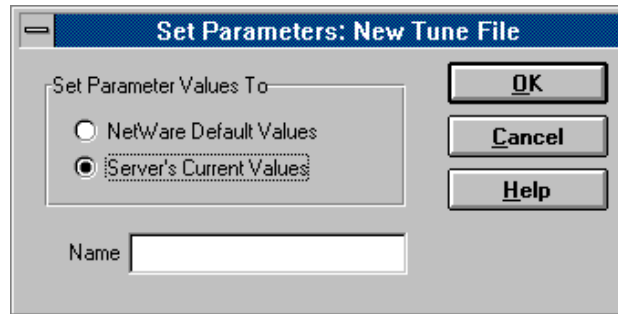 Set Parameters: New Tune File
Set Parameter Values To
NetWare Default Values
Server's Current Values
OK
Cancel
Help
Name